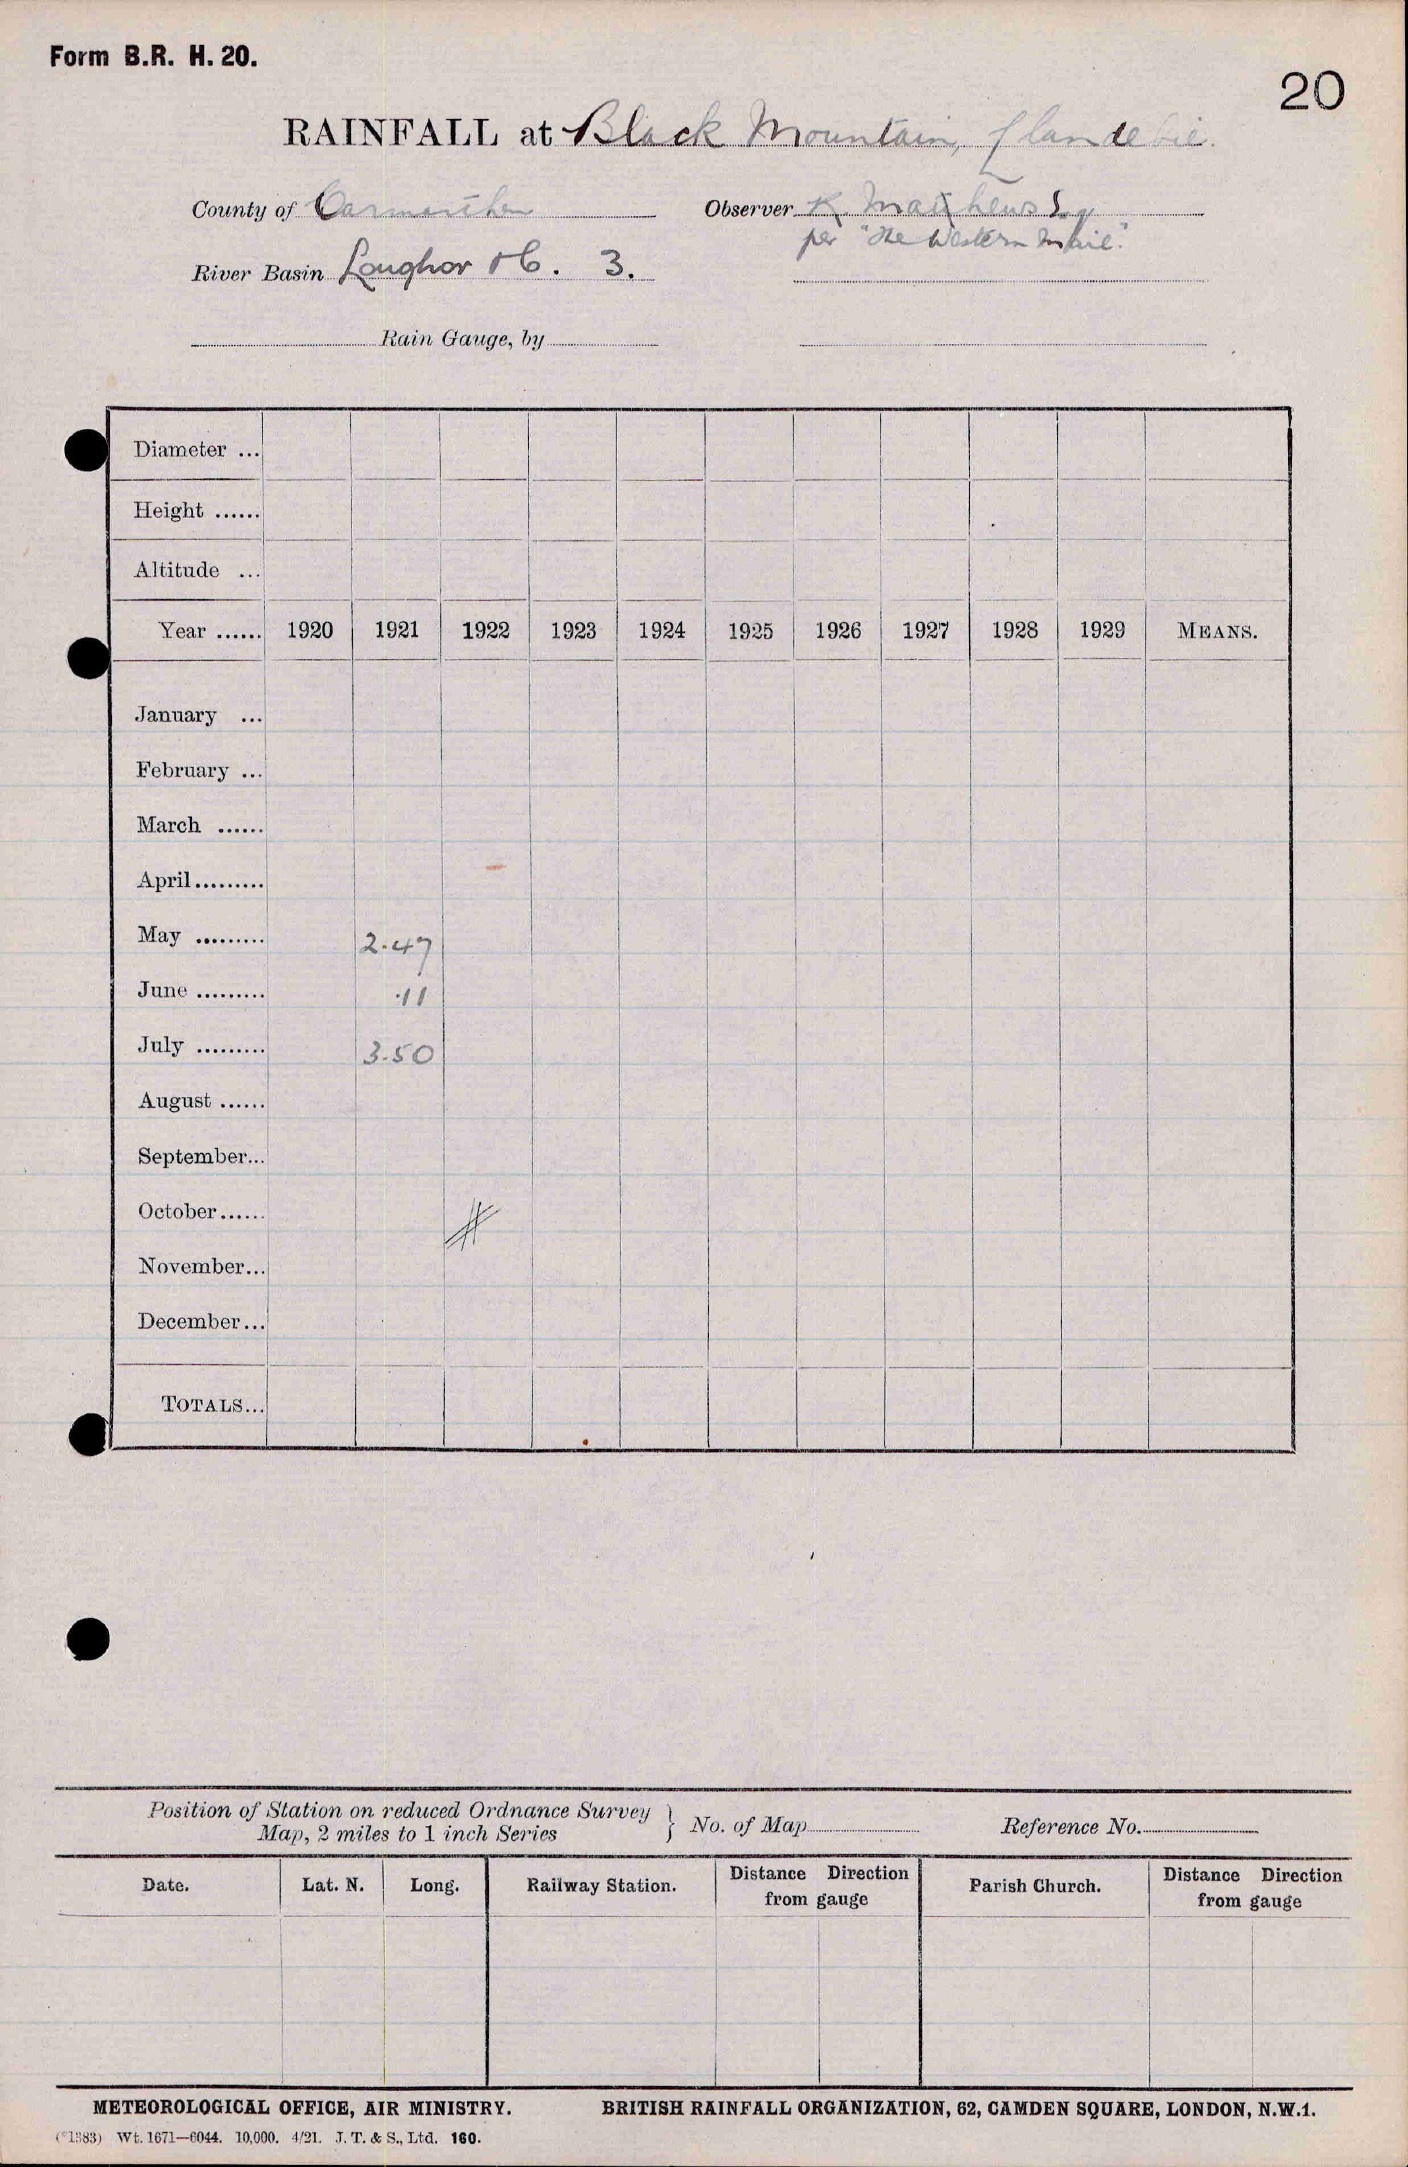 Form B.R. H. 20.
20
RAINFALL at Black Mountain, Llandebie.
County of Carmarthen Observer K. Matthews Esq
per "The Western Mail".
River Basin Loughor &c. 3.
Rain Gauge, by
Diameter ...
Height ......
Altitude ...
Year ...... 1920 1921 1922 1923 1924 1925 1926 1927 1928 1929 MEANS.
January ...
February ...
March ......
April.........
May ......... 2.47
June ......... .11
July ......... 3.50
August ......
September...
October......
November...
December...
TOTALS...
Position of Station on reduced Ordnance Survey
Map, 2 miles to 1 inch Series } No. of Map Reference No.
Date. Lat. N. Long. Railway Station. Distance Direction from gauge Parish Church. Distance Direction from gauge
METEOROLOGICAL OFFICE, AIR MINISTRY. BRITISH RAINFALL ORGANIZATION, 62, CAMDEN SQUARE, LONDON, N.W.1.
(*1383) Wt. 1671—6044. 10,000. 4/21. J. T. & S., Ltd. 160.